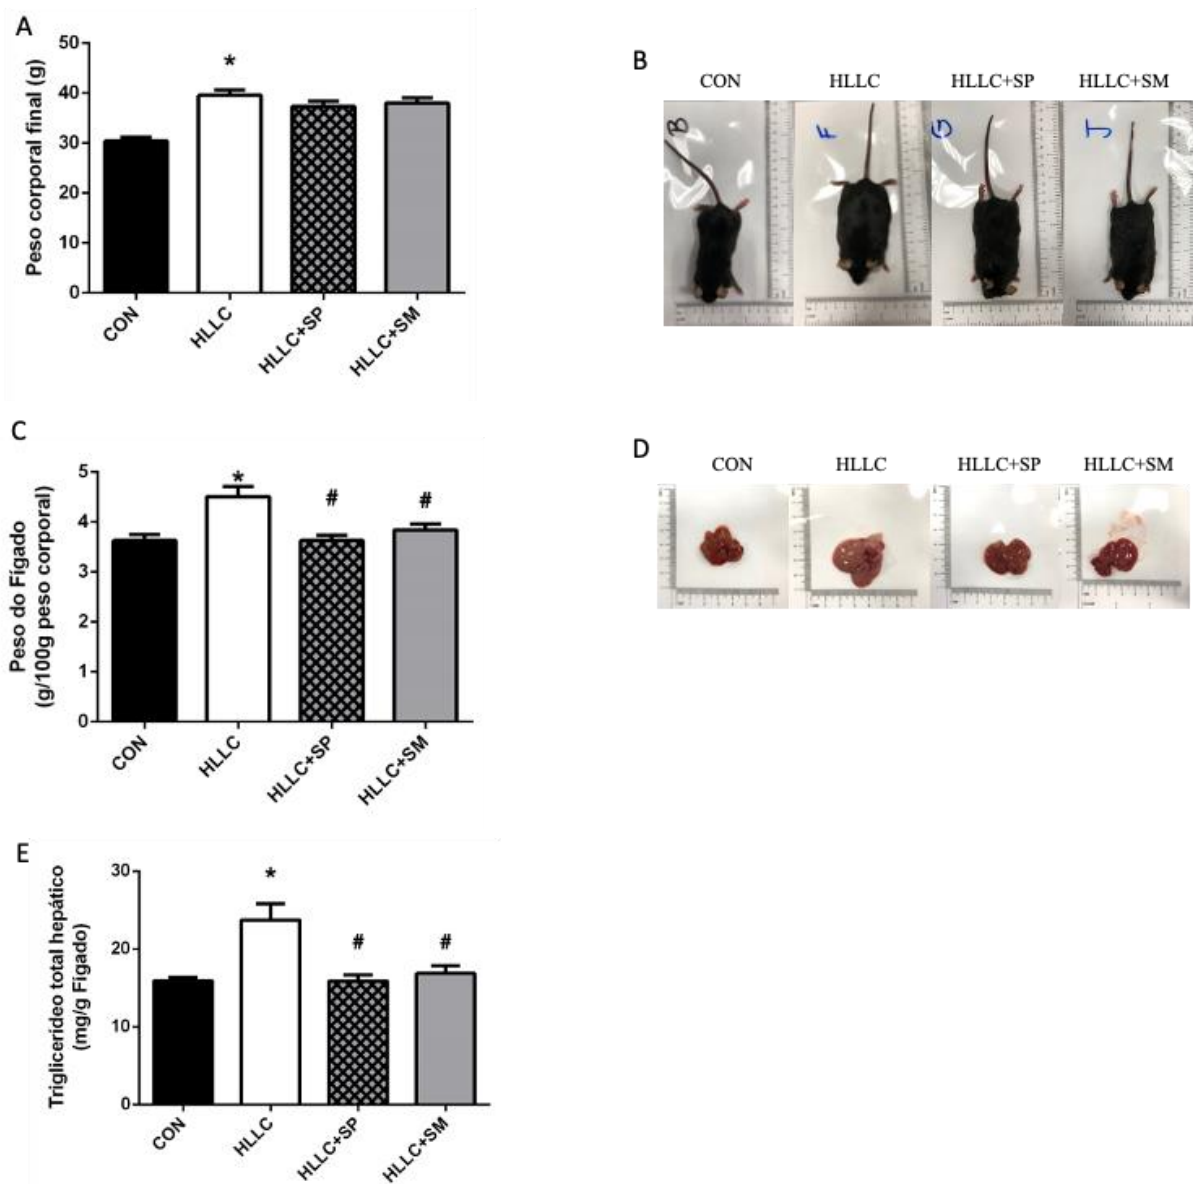 A
Peso corporal final (g)
50
40
30
20
10
0
*
CON
HLLC
HLLC+SP
HLLC+SM
B
CON
HLLC
HLLC+SP
HLLC+SM
B
F
G
J
C
Peso do Fígado
(g/100g peso corporal)
5
4
3
2
1
0
*
#
#
CON
HLLC
HLLC+SP
HLLC+SM
D
CON
HLLC
HLLC+SP
HLLC+SM
E
Triglicerídeo total hepático
(mg/g Fígado)
30
20
10
0
*
#
#
CON
HLLC
HLLC+SP
HLLC+SM